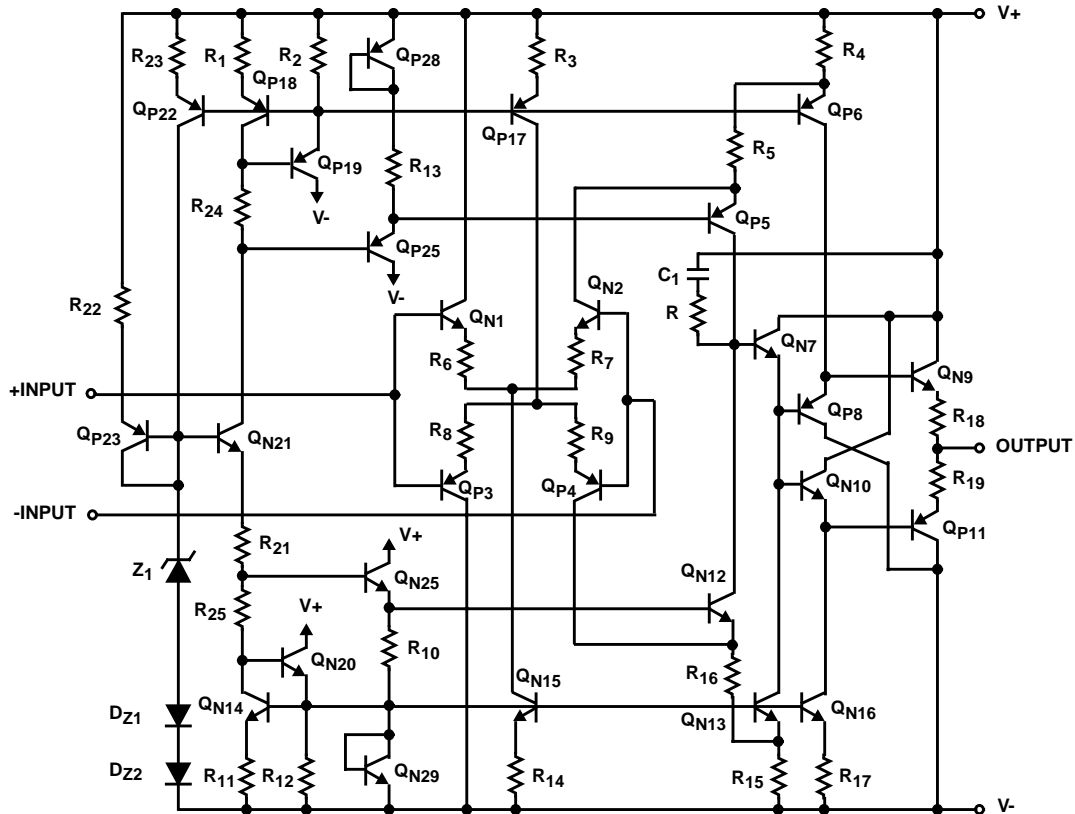 V+
R23
R1
R2
QP28
R3
R4
QP18
QP22
QP17
QP6
QP19
R13
R5
R24
V-
QP25
QP5
V-
C1
QN2
R22
R
QN1
QN7
R6
R7
QN9
+INPUT
QP8
R18
QP23
QN21
R8
R9
OUTPUT
QP3
QP4
QN10
R19
-INPUT
QP11
R21
V+
Z1
QN25
QN12
R25
V+
QN20
R10
R16
QN15
DZ1
QN14
QN13
QN16
DZ2
R11
R12
QN29
R14
R15
R17
V-